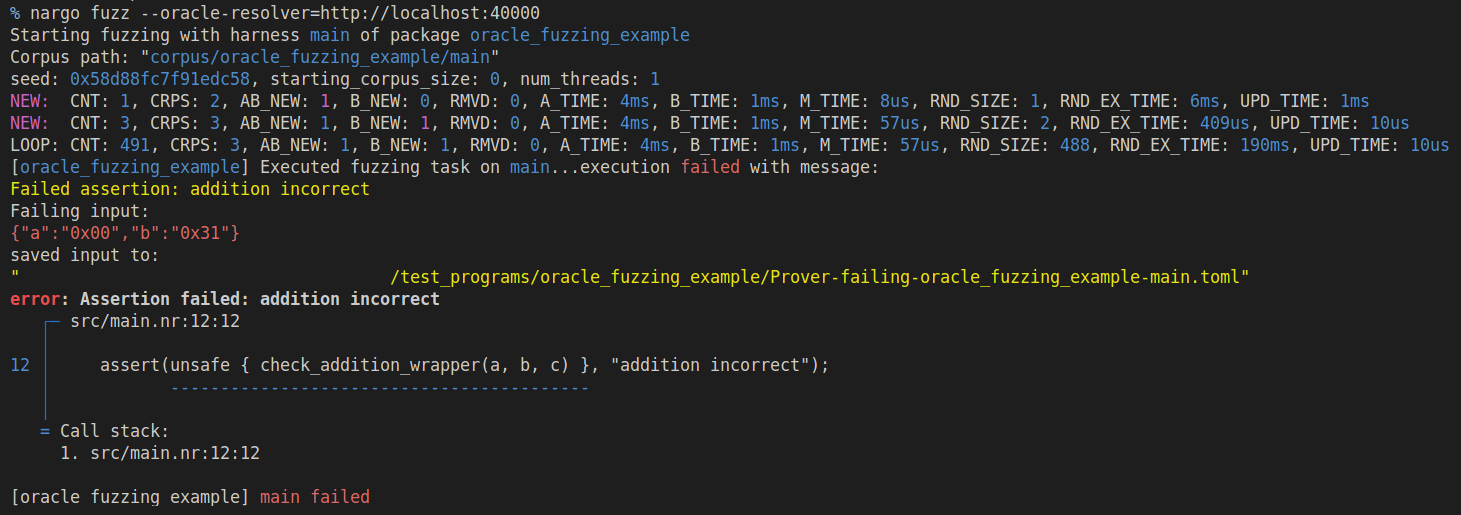 % nargo fuzz --oracle-resolver=http://localhost:40000
Starting fuzzing with harness main of package oracle_fuzzing_example
Corpus path: "corpus/oracle_fuzzing_example/main"
seed: 0x58d88fc7f91edc58, starting_corpus_size: 0, num_threads: 1
NEW:  CNT: 1, CRPS: 2, AB_NEW: 1, B_NEW: 0, RMVD: 0, A_TIME: 4ms, B_TIME: 1ms, M_TIME: 8us, RND_SIZE: 1, RND_EX_TIME: 6ms, UPD_TIME: 1ms
NEW:  CNT: 3, CRPS: 3, AB_NEW: 1, B_NEW: 1, RMVD: 0, A_TIME: 4ms, B_TIME: 1ms, M_TIME: 57us, RND_SIZE: 2, RND_EX_TIME: 409us, UPD_TIME: 10us
LOOP: CNT: 491, CRPS: 3, AB_NEW: 1, B_NEW: 1, RMVD: 0, A_TIME: 4ms, B_TIME: 1ms, M_TIME: 57us, RND_SIZE: 488, RND_EX_TIME: 190ms, UPD_TIME: 10us
[oracle_fuzzing_example] Executed fuzzing task on main...execution failed with message:
Failed assertion: addition incorrect
Failing input:
{"a":"0x00","b":"0x31"}
saved input to:
"                                     /test_programs/oracle_fuzzing_example/Prover-failing-oracle_fuzzing_example-main.toml"
error: Assertion failed: addition incorrect
src/main.nr:12:12
12      assert(unsafe { check_addition_wrapper(a, b, c) }, "addition incorrect");
= Call stack:
1. src/main.nr:12:12
[oracle fuzzing example] main failed